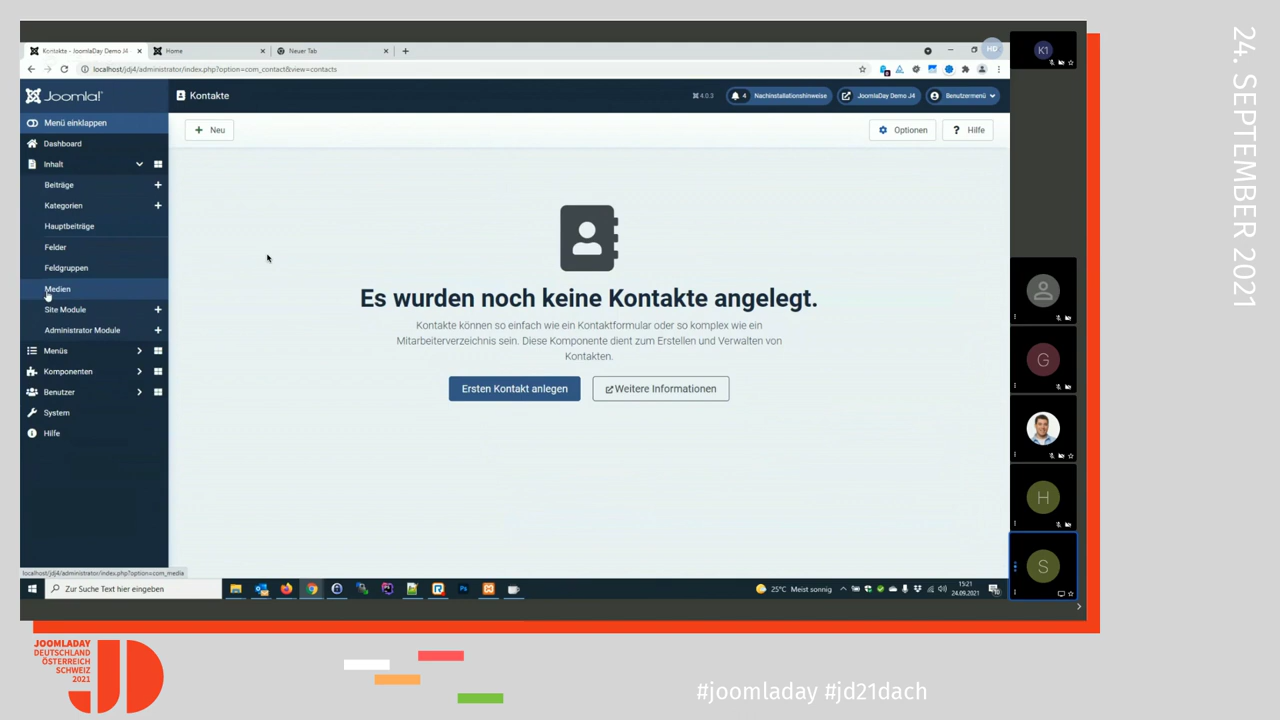 Kontakte - JoomlaDay Demo J4
Home
Neuer Tab
HD
K1
localhost/jdj4/administrator/index.php?option=com_contact&view=contacts
Joomla!
Kontakte
4.0.3
4 Nachinstallationshinweise
JoomlaDay Demo J4
Benutzermenü
Menü einklappen
Neu
Optionen
Hilfe
Dashboard
Inhalt
Beiträge
Kategorien
Hauptbeiträge
Felder
Feldgruppen
Medien
Site Module
Administrator Module
Menüs
Komponenten
Benutzer
System
Hilfe
Es wurden noch keine Kontakte angelegt.
Kontakte können so einfach wie ein Kontaktformular oder so komplex wie ein
Mitarbeiterverzeichnis sein. Diese Komponente dient zum Erstellen und Verwalten von
Kontakten.
Ersten Kontakt anlegen
Weitere Informationen
G
H
S
localhost/jdj4/administrator/index.php?option=com_media
Zur Suche Text hier eingeben
25°C Meist sonnig
15:21
24.09.2021
24. SEPTEMBER 2021
JOOMLADAY
DEUTSCHLAND
ÖSTERREICH
SCHWEIZ
2021
JD
#joomladay #jd21dach